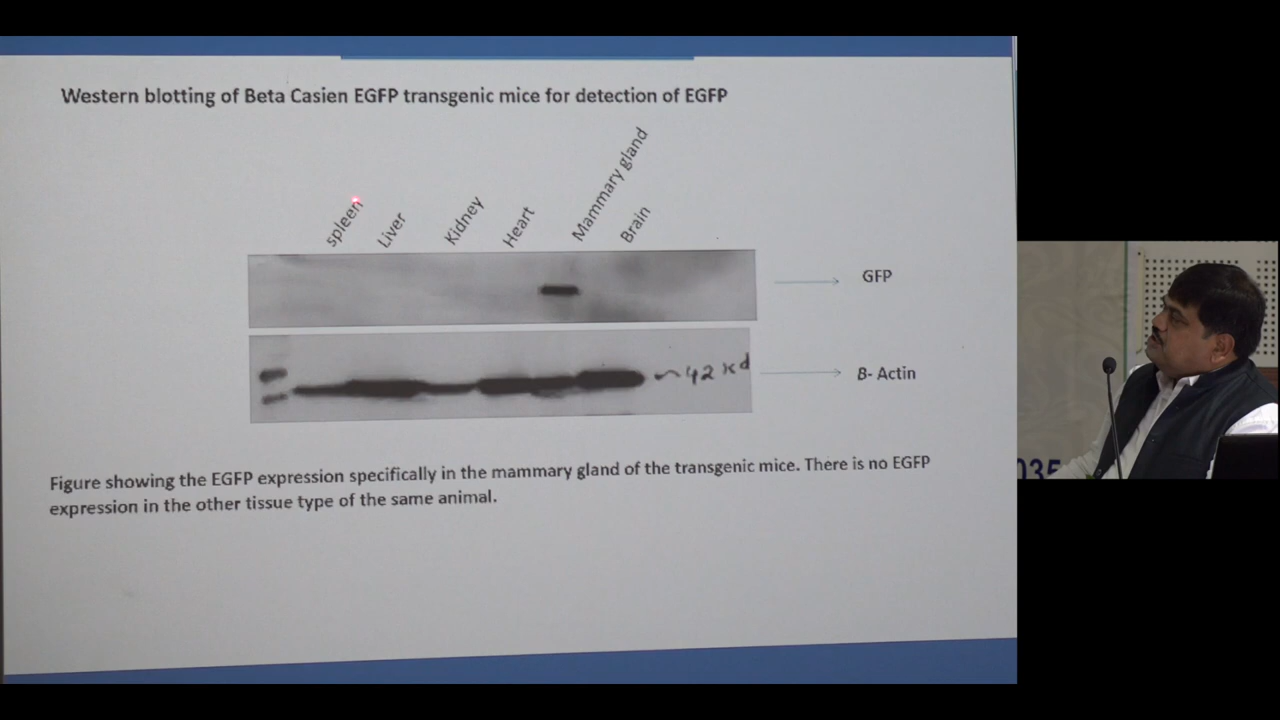 Western blotting of Beta Casien EGFP transgenic mice for detection of EGFP
spleen
Liver
Kidney
Heart
Mammary gland
Brain
GFP
~42 kd
β- Actin
Figure showing the EGFP expression specifically in the mammary gland of the transgenic mice. There is no EGFP
expression in the other tissue type of the same animal.
035